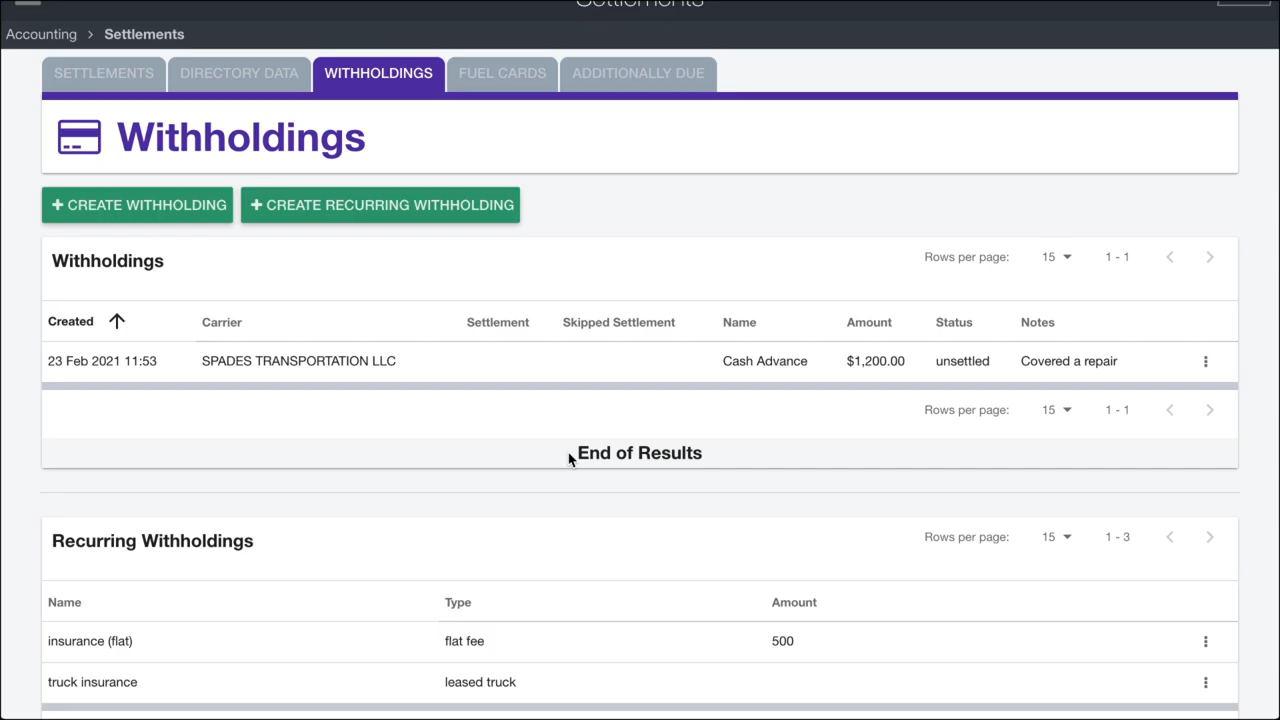 Settlements
Accounting > Settlements
SETTLEMENTS DIRECTORY DATA WITHHOLDINGS FUEL CARDS ADDITIONALLY DUE
Withholdings
+ CREATE WITHHOLDING + CREATE RECURRING WITHHOLDING
Withholdings Rows per page: 15 1 - 1
Created Carrier Settlement Skipped Settlement Name Amount Status Notes
23 Feb 2021 11:53 SPADES TRANSPORTATION LLC Cash Advance $1,200.00 unsettled Covered a repair
Rows per page: 15 1 - 1
End of Results
Recurring Withholdings Rows per page: 15 1 - 3
Name Type Amount
insurance (flat) flat fee 500
truck insurance leased truck